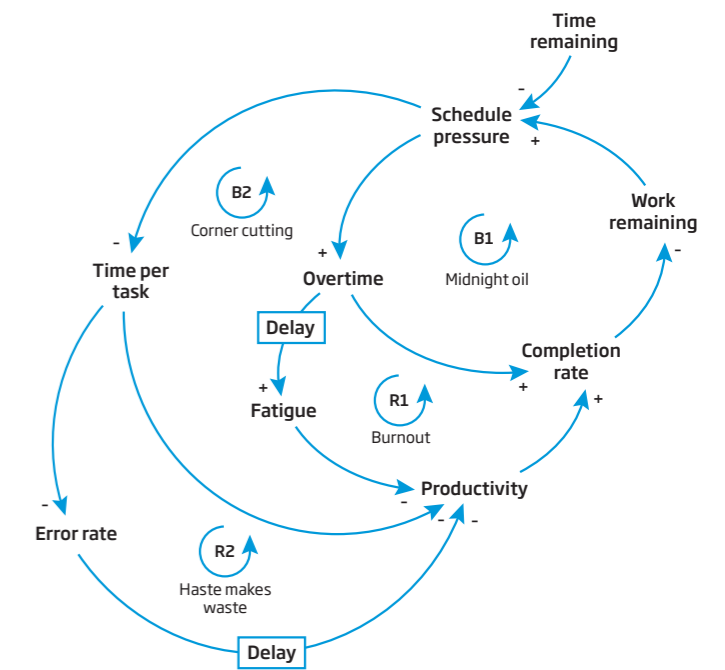 Time
remaining
-
Schedule
pressure
+
B2
Corner cutting
Work
remaining
-
B1
Midnight oil
-
Time per
task
+
Overtime
Delay
Completion
rate
+
+
+
Fatigue
R1
Burnout
Productivity
-
-
-
-
Error rate
R2
Haste makes
waste
Delay